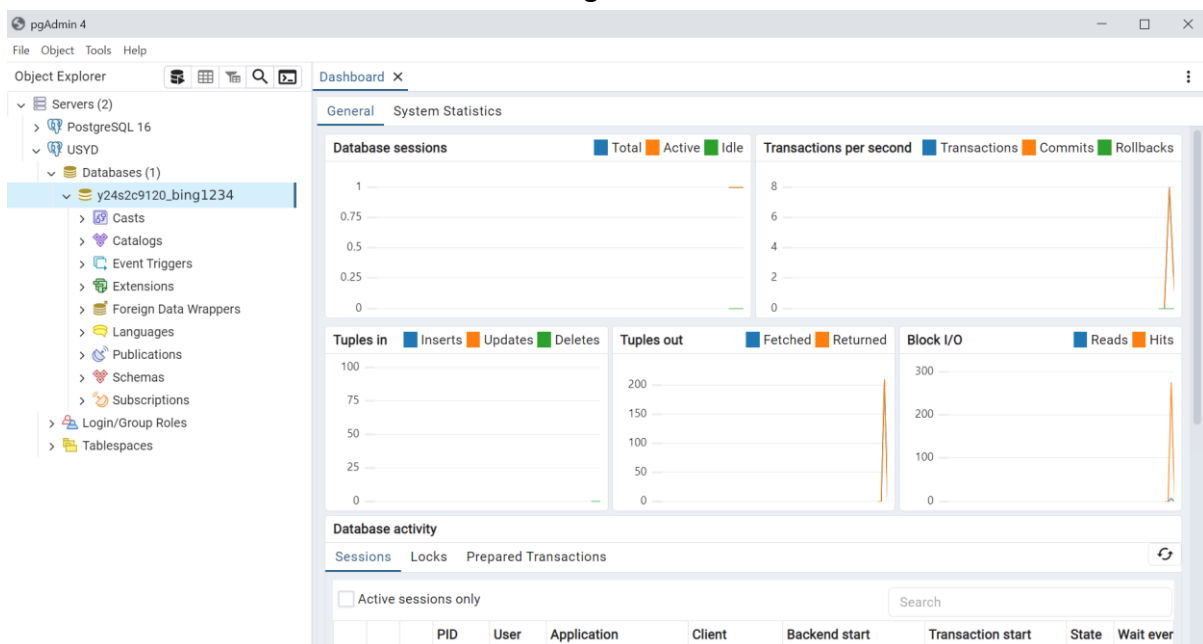 pgAdmin 4
File Object Tools Help
Object Explorer
Servers (2)
PostgreSQL 16
USYD
Databases (1)
y24s2c9120_bing1234
Casts
Catalogs
Event Triggers
Extensions
Foreign Data Wrappers
Languages
Publications
Schemas
Subscriptions
Login/Group Roles
Tablespaces
Dashboard
General System Statistics
Database sessions Total Active Idle
1
0.75
0.5
0.25
0
Transactions per second Transactions Commits Rollbacks
8
6
4
2
0
Tuples in Inserts Updates Deletes
100
75
50
25
0
Tuples out Fetched Returned
200
150
100
50
0
Block I/O Reads Hits
300
200
100
0
Database activity
Sessions Locks Prepared Transactions
Active sessions only Search
PID User Application Client Backend start Transaction start State Wait ever